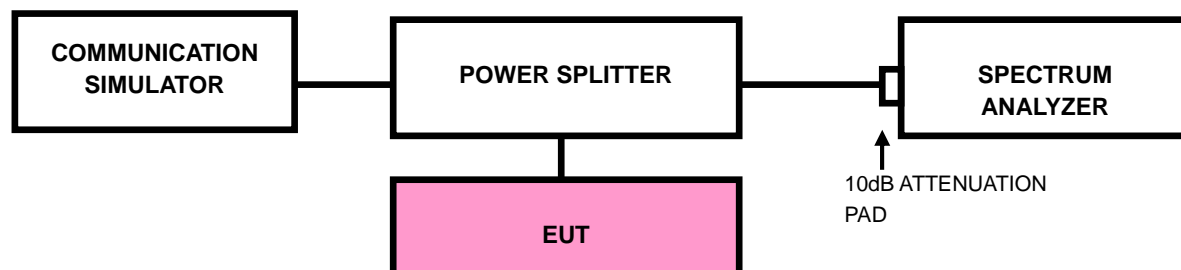 COMMUNICATION
SIMULATOR
POWER SPLITTER
SPECTRUM
ANALYZER
10dB ATTENUATION
PAD
EUT